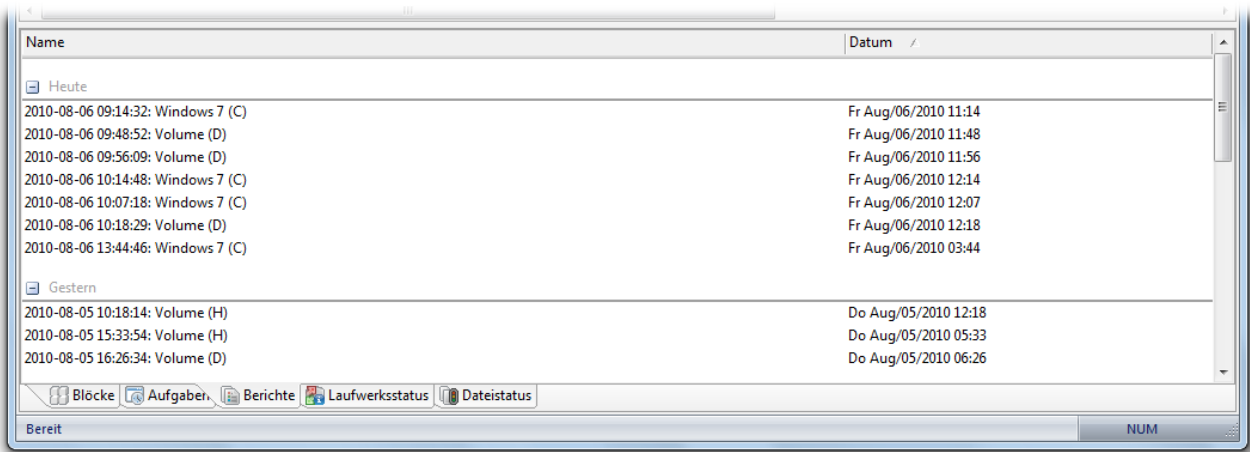 Name Datum
Heute
2010-08-06 09:14:32: Windows 7 (C) Fr Aug/06/2010 11:14
2010-08-06 09:48:52: Volume (D) Fr Aug/06/2010 11:48
2010-08-06 09:56:09: Volume (D) Fr Aug/06/2010 11:56
2010-08-06 10:14:48: Windows 7 (C) Fr Aug/06/2010 12:14
2010-08-06 10:07:18: Windows 7 (C) Fr Aug/06/2010 12:07
2010-08-06 10:18:29: Volume (D) Fr Aug/06/2010 12:18
2010-08-06 13:44:46: Windows 7 (C) Fr Aug/06/2010 03:44
Gestern
2010-08-05 10:18:14: Volume (H) Do Aug/05/2010 12:18
2010-08-05 15:33:54: Volume (H) Do Aug/05/2010 05:33
2010-08-05 16:26:34: Volume (D) Do Aug/05/2010 06:26
Blöcke Aufgaben Berichte Laufwerksstatus Dateistatus
Bereit NUM